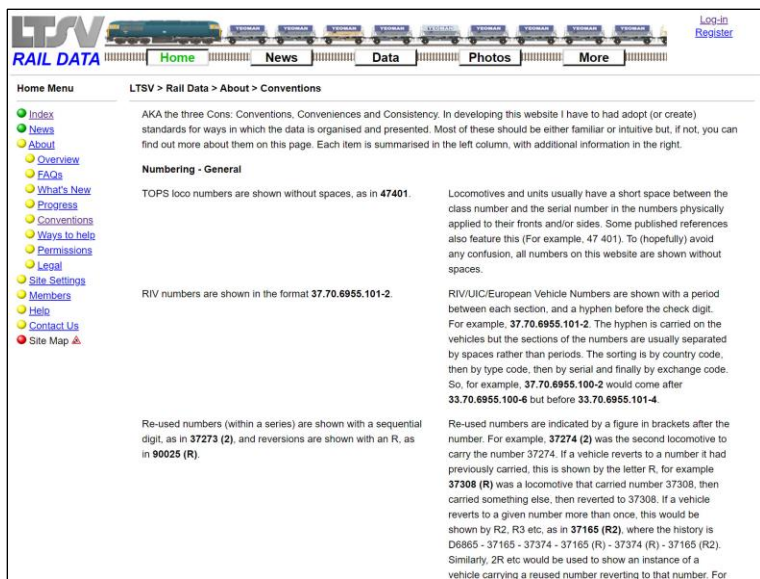 LTSV
RAIL DATA
YEOMAN YEOMAN YEOMAN YEOMAN YEOMAN YEOMAN YEOMAN YEOMAN
Log-in
Register
Home News Data Photos More
Home Menu
LTSV > Rail Data > About > Conventions
Index
News
About
Overview
FAQs
What's New
Progress
Conventions
Ways to help
Permissions
Legal
Site Settings
Members
Help
Contact Us
Site Map
AKA the three Cons: Conventions, Conveniences and Consistency. In developing this website I have to had adopt (or create)
standards for ways in which the data is organised and presented. Most of these should be either familiar or intuitive but, if not, you can
find out more about them on this page. Each item is summarised in the left column, with additional information in the right.
Numbering - General
TOPS loco numbers are shown without spaces, as in 47401.
Locomotives and units usually have a short space between the
class number and the serial number in the numbers physically
applied to their fronts and/or sides. Some published references
also feature this (For example, 47 401). To (hopefully) avoid
any confusion, all numbers on this website are shown without
spaces.
RIV numbers are shown in the format 37.70.6955.101-2.
RIV/UIC/European Vehicle Numbers are shown with a period
between each section, and a hyphen before the check digit.
For example, 37.70.6955.101-2. The hyphen is carried on the
vehicles but the sections of the numbers are usually separated
by spaces rather than periods. The sorting is by country code,
then by type code, then by serial and finally by exchange code.
So, for example, 37.70.6955.100-2 would come after
33.70.6955.100-6 but before 33.70.6955.101-4.
Re-used numbers (within a series) are shown with a sequential
digit, as in 37273 (2), and reversions are shown with an R, as
in 90025 (R).
Re-used numbers are indicated by a figure in brackets after the
number. For example, 37274 (2) was the second locomotive to
carry the number 37274. If a vehicle reverts to a number it had
previously carried, this is shown by the letter R, for example
37308 (R) was a locomotive that carried number 37308, then
carried something else, then reverted to 37308. If a vehicle
reverts to a given number more than once, this would be
shown by R2, R3 etc, as in 37165 (R2), where the history is
D6865 - 37165 - 37374 - 37165 (R) - 37374 (R) - 37165 (R2).
Similarly, 2R etc would be used to show an instance of a
vehicle carrying a reused number reverting to that number. For